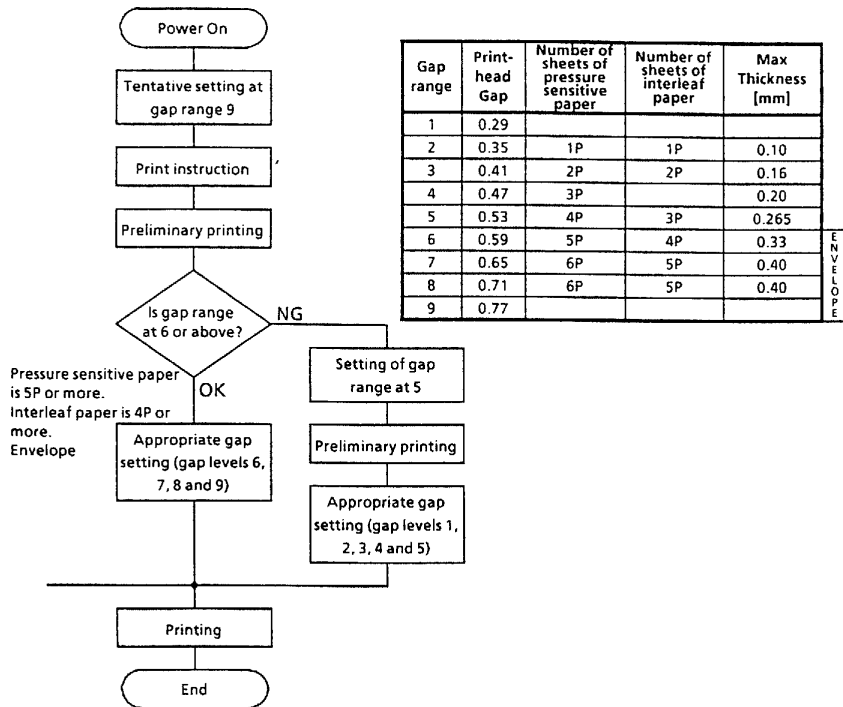 Power On
Tentative setting at
gap range 9
Print instruction
Preliminary printing
Is gap range
at 6 or above?
NG
OK
Pressure sensitive paper
is 5P or more.
Interleaf paper is 4P or
more.
Envelope
Appropriate gap
setting (gap levels 6,
7, 8 and 9)
Setting of gap
range at 5
Preliminary printing
Appropriate gap
setting (gap levels 1,
2, 3, 4 and 5)
Printing
End
Gap
range
Print-
head
Gap
Number of
sheets of
pressure
sensitive
paper
Number of
sheets of
interleaf
paper
Max
Thickness
[mm]
1 0.29
2 0.35 1P 1P 0.10
3 0.41 2P 2P 0.16
4 0.47 3P 0.20
5 0.53 4P 3P 0.265
6 0.59 5P 4P 0.33
7 0.65 6P 5P 0.40
8 0.71 6P 5P 0.40
9 0.77
ENVELOPE